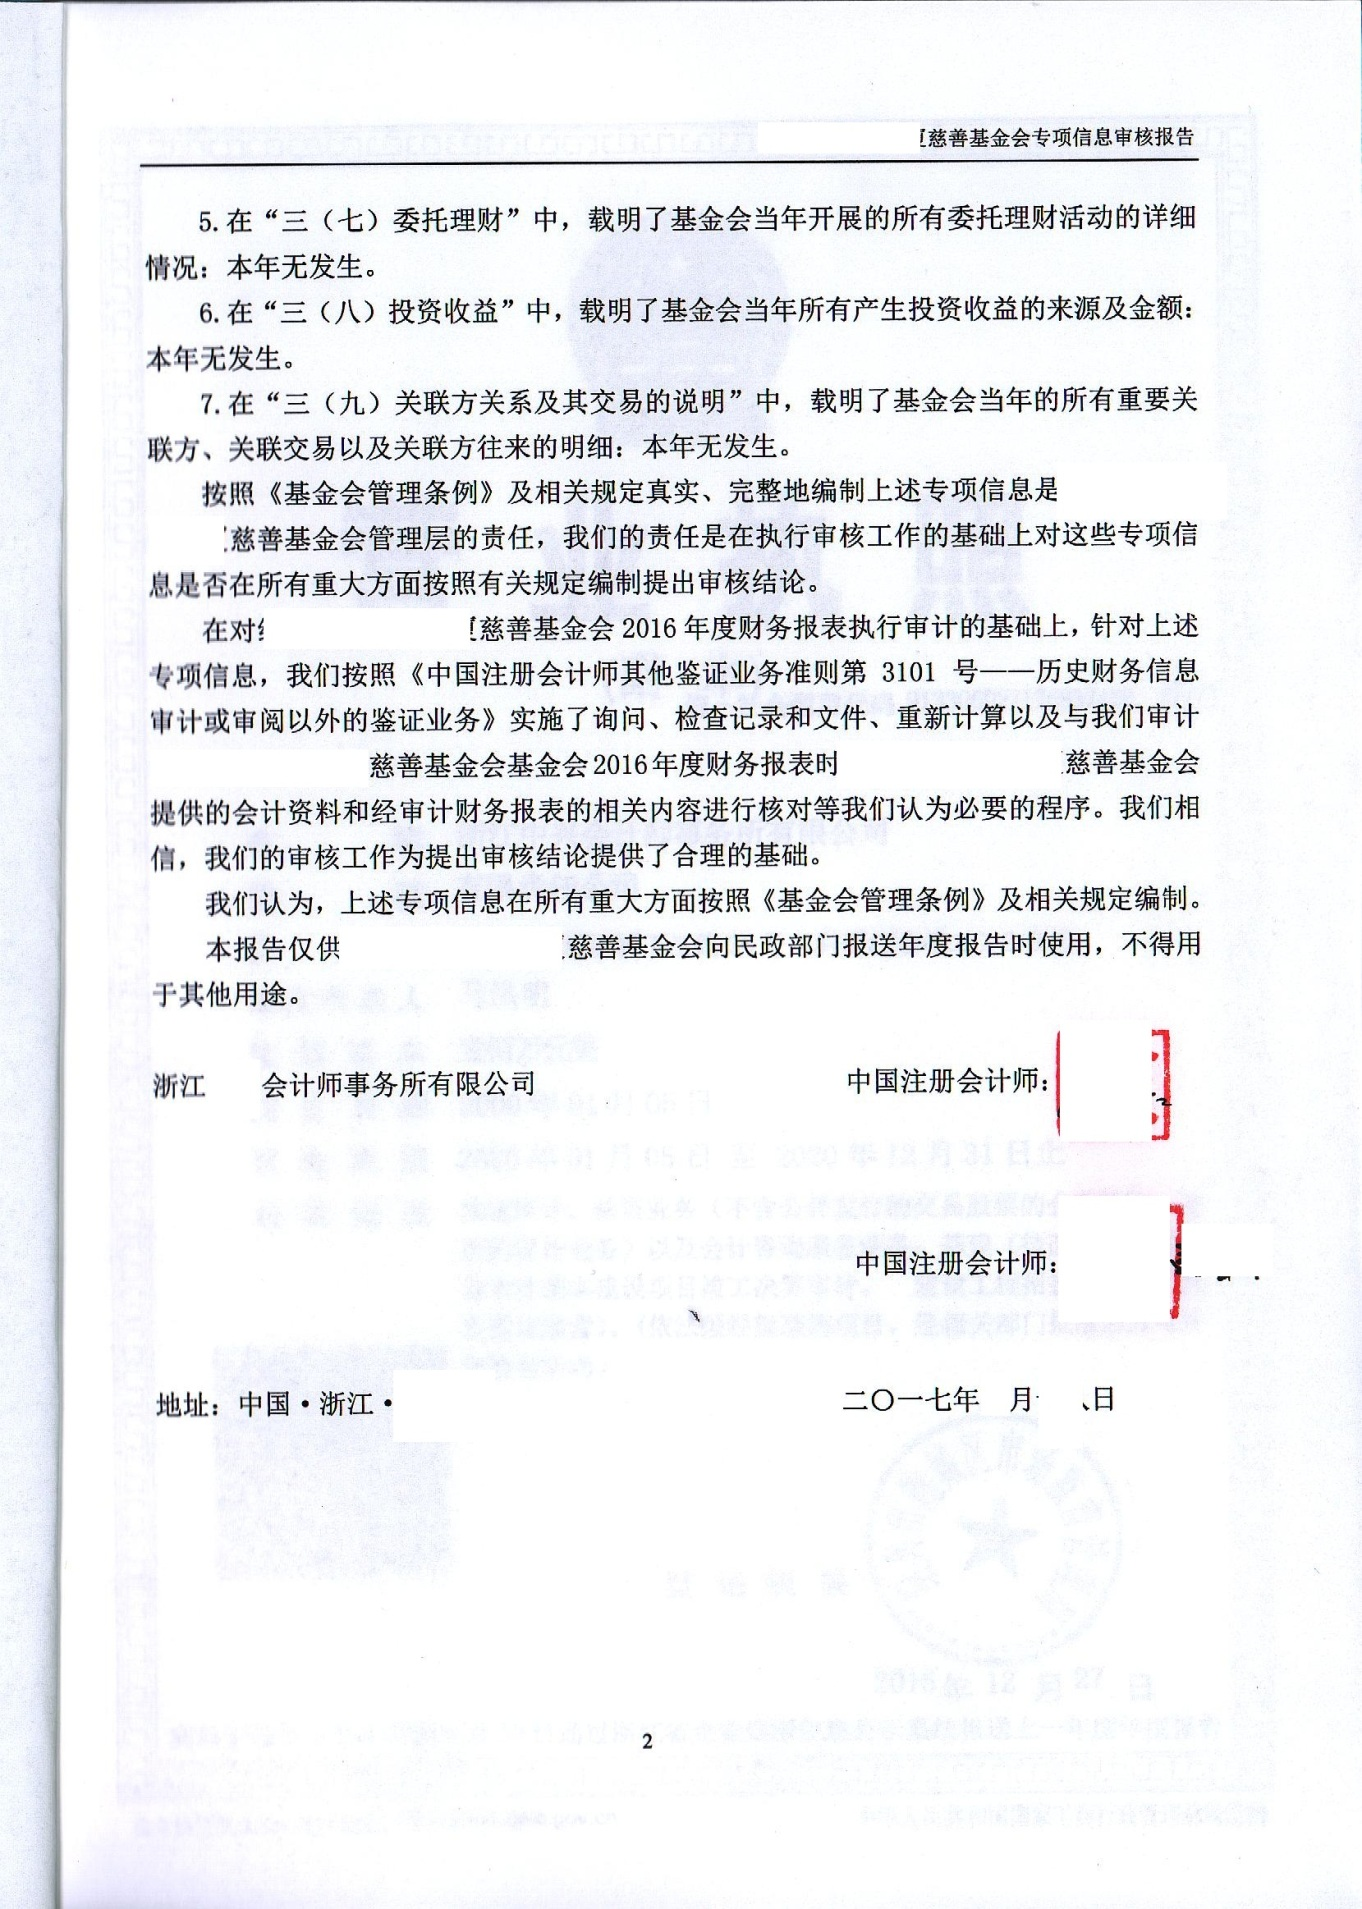 慈善基金会专项信息审核报告
5.在“三（七）委托理财”中，载明了基金会当年开展的所有委托理财活动的详细
情况：本年无发生。
6.在“三（八）投资收益”中，载明了基金会当年所有产生投资收益的来源及金额：
本年无发生。
7.在“三（九）关联方关系及其交易的说明”中，载明了基金会当年的所有重要关
联方、关联交易以及关联方往来的明细：本年无发生。
按照《基金会管理条例》及相关规定真实、完整地编制上述专项信息是
慈善基金会管理层的责任，我们的责任是在执行审核工作的基础上对这些专项信
息是否在所有重大方面按照有关规定编制提出审核结论。
在对 慈善基金会 2016 年度财务报表执行审计的基础上，针对上述
专项信息，我们按照《中国注册会计师其他鉴证业务准则第 3101 号——历史财务信息
审计或审阅以外的鉴证业务》实施了询问、检查记录和文件、重新计算以及与我们审计
慈善基金会基金会2016年度财务报表时 慈善基金会
提供的会计资料和经审计财务报表的相关内容进行核对等我们认为必要的程序。我们相
信，我们的审核工作为提出审核结论提供了合理的基础。
我们认为，上述专项信息在所有重大方面按照《基金会管理条例》及相关规定编制。
本报告仅供 慈善基金会向民政部门报送年度报告时使用，不得用
于其他用途。
浙江 会计师事务所有限公司 中国注册会计师：
中国注册会计师：
地址：中国·浙江· 二〇一七年 月 日
2